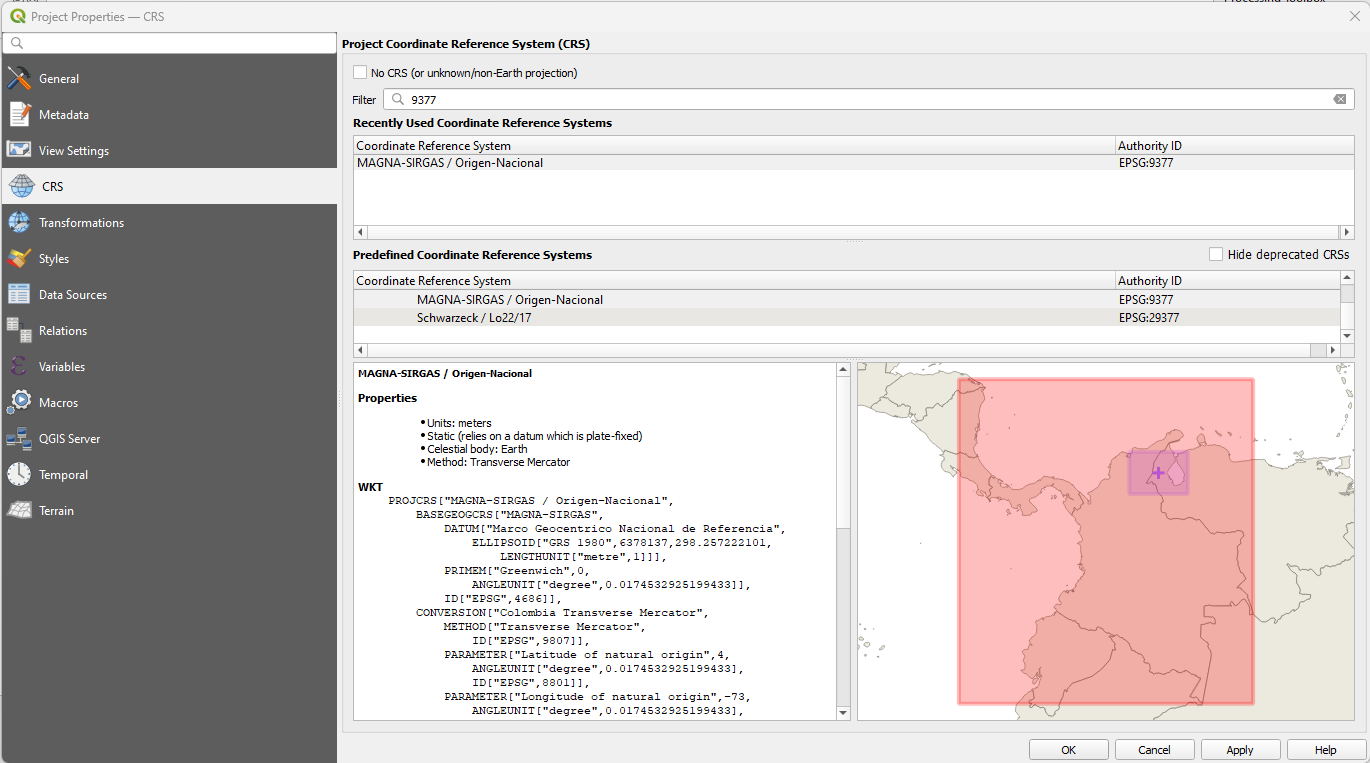 Project Properties — CRS
General
Metadata
View Settings
CRS
Transformations
Styles
Data Sources
Relations
Variables
Macros
QGIS Server
Temporal
Terrain
Project Coordinate Reference System (CRS)
No CRS (or unknown/non-Earth projection)
Filter 9377
Recently Used Coordinate Reference Systems
Coordinate Reference System Authority ID
MAGNA-SIRGAS / Origen-Nacional EPSG:9377
Predefined Coordinate Reference Systems Hide deprecated CRSs
Coordinate Reference System Authority ID
MAGNA-SIRGAS / Origen-Nacional EPSG:9377
Schwarzeck / Lo22/17 EPSG:29377
MAGNA-SIRGAS / Origen-Nacional
Properties
• Units: meters
• Static (relies on a datum which is plate-fixed)
• Celestial body: Earth
• Method: Transverse Mercator
WKT
PROJCRS["MAGNA-SIRGAS / Origen-Nacional",
BASEGEOGCRS["MAGNA-SIRGAS",
DATUM["Marco Geocentrico Nacional de Referencia",
ELLIPSOID["GRS 1980",6378137,298.257222101,
LENGTHUNIT["metre",1]]],
PRIMEM["Greenwich",0,
ANGLEUNIT["degree",0.0174532925199433]],
ID["EPSG",4686]],
CONVERSION["Colombia Transverse Mercator",
METHOD["Transverse Mercator",
ID["EPSG",9807]],
PARAMETER["Latitude of natural origin",4,
ANGLEUNIT["degree",0.0174532925199433],
ID["EPSG",8801]],
PARAMETER["Longitude of natural origin",-73,
ANGLEUNIT["degree",0.0174532925199433],
OK Cancel Apply Help